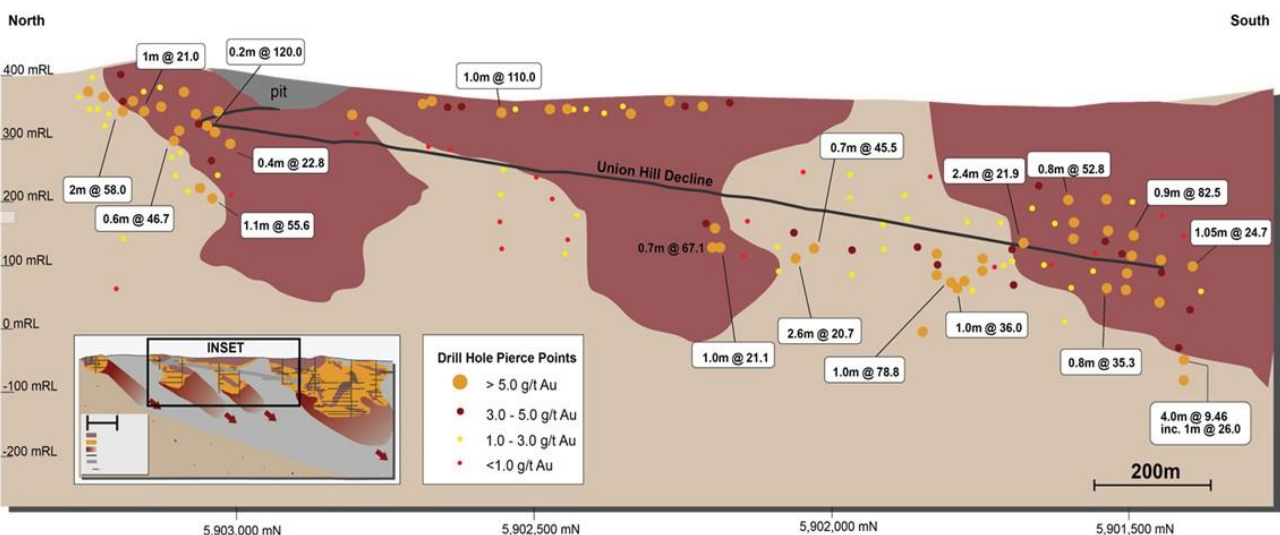 North
South
400 mRL
300 mRL
200 mRL
100 mRL
0 mRL
-100 mRL
-200 mRL
1m @ 21.0
0.2m @ 120.0
pit
1.0m @ 110.0
0.4m @ 22.8
2m @ 58.0
0.6m @ 46.7
1.1m @ 55.6
Union Hill Decline
0.7m @ 45.5
2.4m @ 21.9
0.8m @ 52.8
0.9m @ 82.5
1.05m @ 24.7
0.7m @ 67.1
1.0m @ 21.1
2.6m @ 20.7
1.0m @ 78.8
1.0m @ 36.0
0.8m @ 35.3
4.0m @ 9.46
inc. 1m @ 26.0
INSET
Drill Hole Pierce Points
> 5.0 g/t Au
3.0 - 5.0 g/t Au
1.0 - 3.0 g/t Au
<1.0 g/t Au
200m
5,903,000 mN
5,902,500 mN
5,902,000 mN
5,901,500 mN